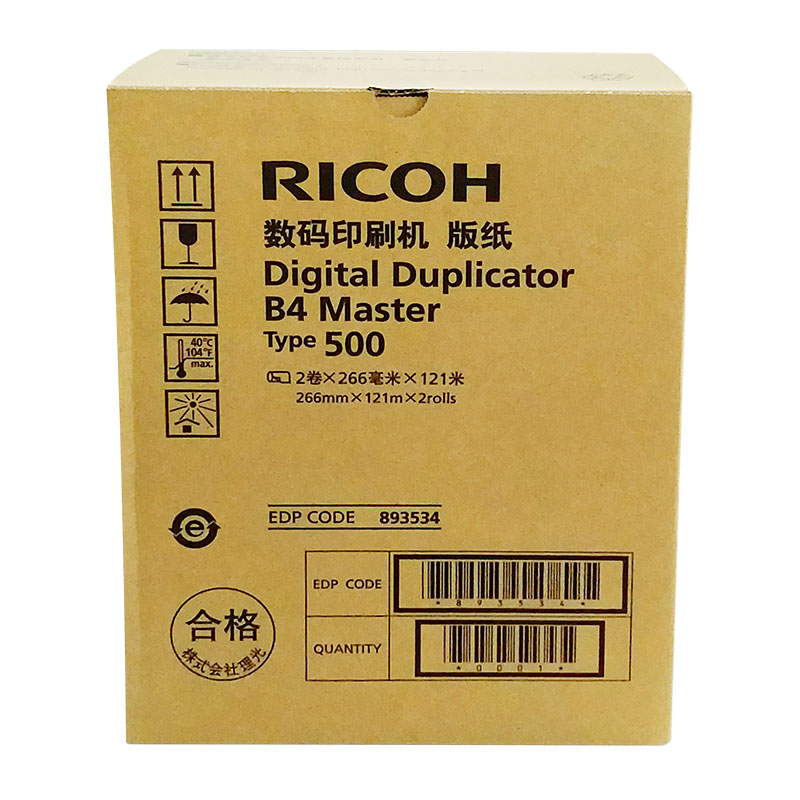 RICOH
数码印刷机 版纸
Digital Duplicator
B4 Master
Type 500
2卷×266毫米×121米
266mm×121m×2rolls
40°C
104°F
max.
EDP CODE 893534
e
EDP CODE
*893534*
QUANTITY
*0001*
合格
株式会社理光